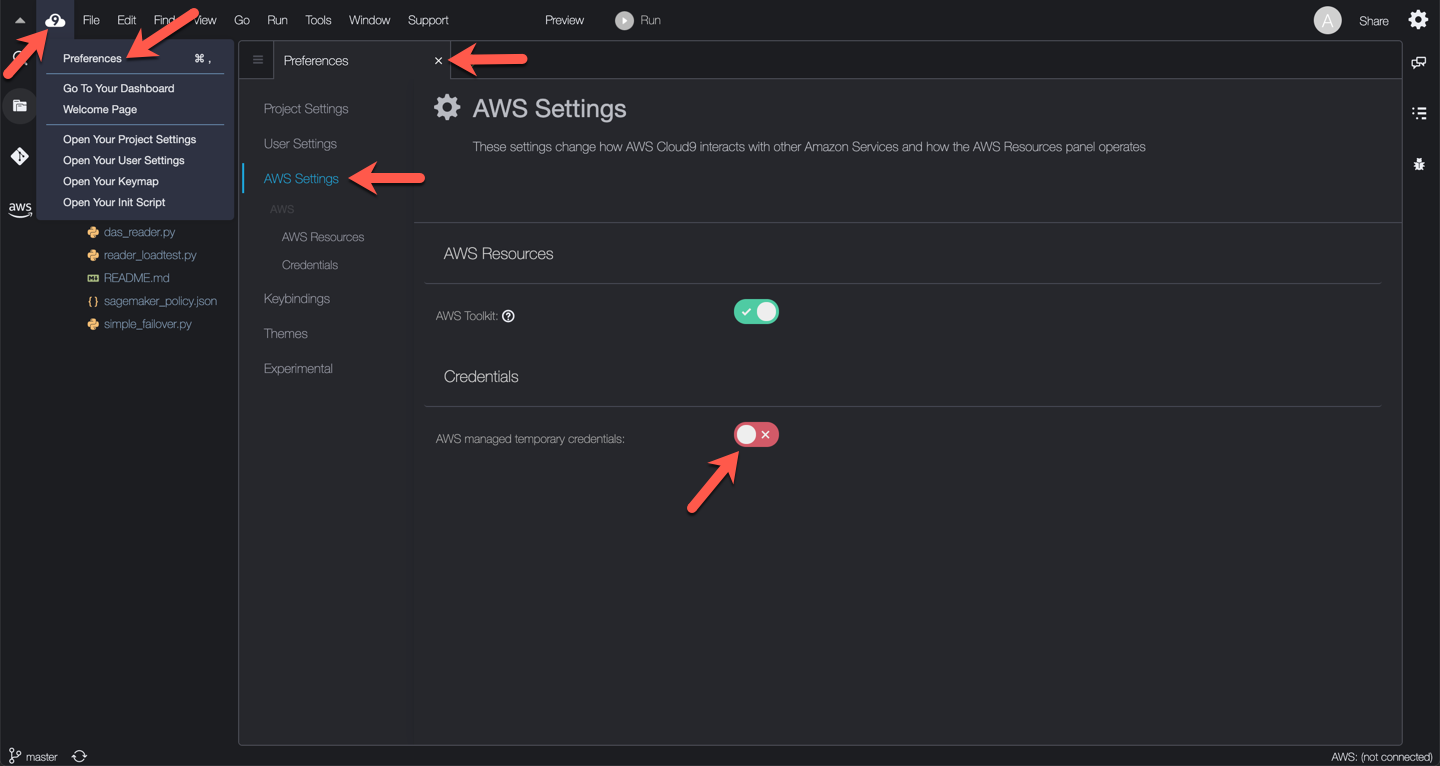 9 File Edit Find View Go Run Tools Window Support Preview Run A Share
Preferences ⌘ ,
Go To Your Dashboard
Welcome Page
Open Your Project Settings
Open Your User Settings
Open Your Keymap
Open Your Init Script
aws
das_reader.py
reader_loadtest.py
README.md
sagemaker_policy.json
simple_failover.py
Preferences
Project Settings
User Settings
AWS Settings
AWS
AWS Resources
Credentials
Keybindings
Themes
Experimental
AWS Settings
These settings change how AWS Cloud9 interacts with other Amazon Services and how the AWS Resources panel operates
AWS Resources
AWS Toolkit: ?
Credentials
AWS managed temporary credentials:
master
AWS: (not connected)